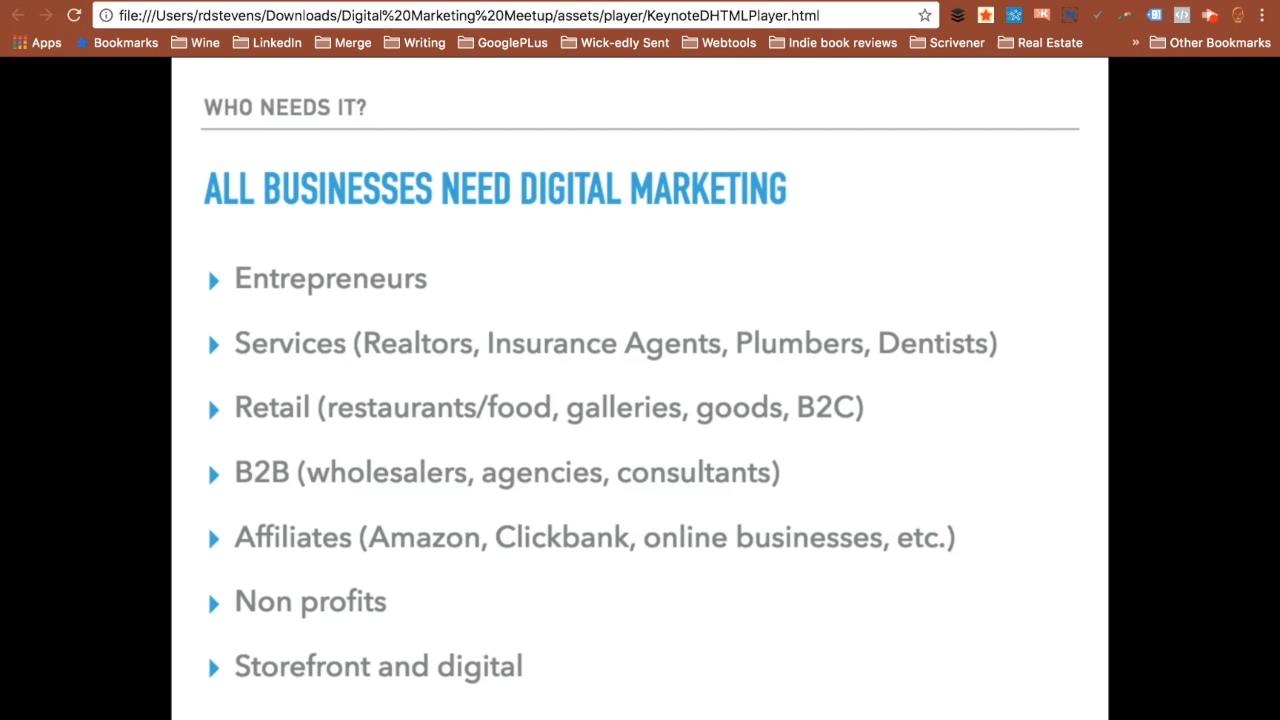 file:///Users/rdstevens/Downloads/Digital%20Marketing%20Meetup/assets/player/KeynoteDHTMLPlayer.html
Apps Bookmarks Wine LinkedIn Merge Writing GooglePLus Wick-edly Sent Webtools Indie book reviews Scrivener Real Estate » Other Bookmarks
WHO NEEDS IT?
ALL BUSINESSES NEED DIGITAL MARKETING
Entrepreneurs
Services (Realtors, Insurance Agents, Plumbers, Dentists)
Retail (restaurants/food, galleries, goods, B2C)
B2B (wholesalers, agencies, consultants)
Affiliates (Amazon, Clickbank, online businesses, etc.)
Non profits
Storefront and digital